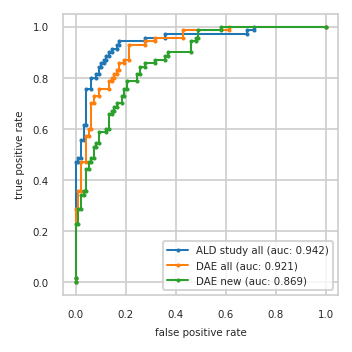 1.0
0.8
0.6
0.4
0.2
0.0
true positive rate
ALD study all (auc: 0.942)
DAE all (auc: 0.921)
DAE new (auc: 0.869)
0.0 0.2 0.4 0.6 0.8 1.0
false positive rate